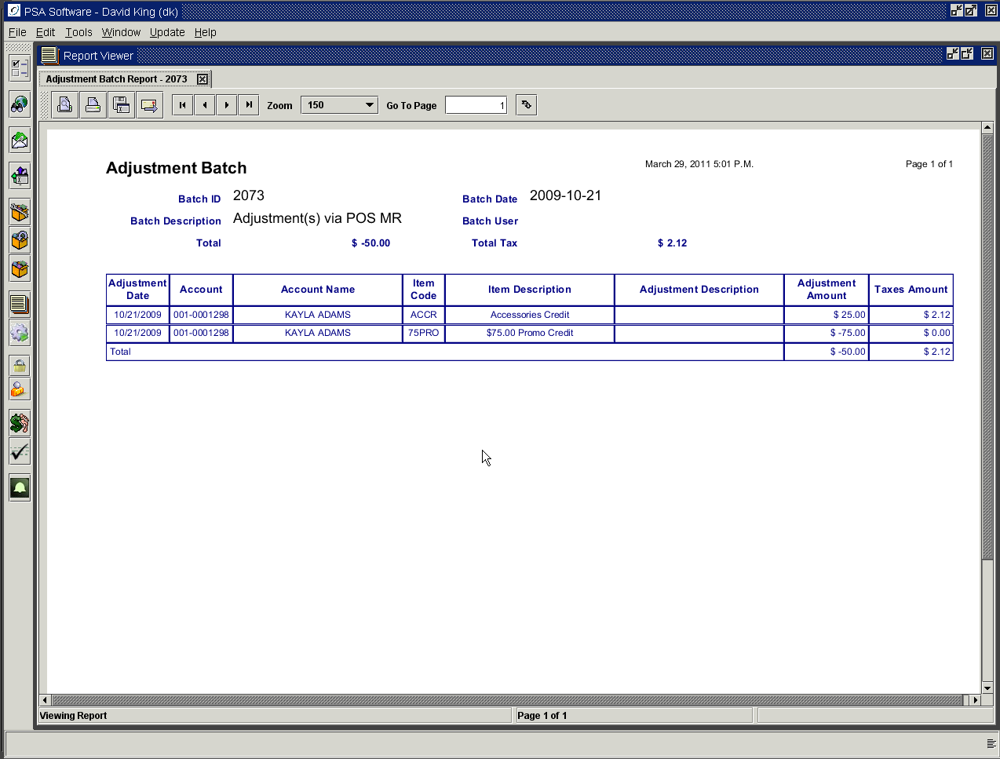 PSA Software - David King (dk)
File Edit Tools Window Update Help
Report Viewer
Adjustment Batch Report - 2073
Zoom 150 Go To Page 1
Adjustment Batch March 29, 2011 5:01 P.M. Page 1 of 1
Batch ID 2073 Batch Date 2009-10-21
Batch Description Adjustment(s) via POS MR Batch User
Total $ -50.00 Total Tax $ 2.12
Adjustment Date Account Account Name Item Code Item Description Adjustment Description Adjustment Amount Taxes Amount
10/21/2009 001-0001298 KAYLA ADAMS ACCR Accessories Credit $ 25.00 $ 2.12
10/21/2009 001-0001298 KAYLA ADAMS 75PRO $75.00 Promo Credit $ -75.00 $ 0.00
Total $ -50.00 $ 2.12
Viewing Report Page 1 of 1